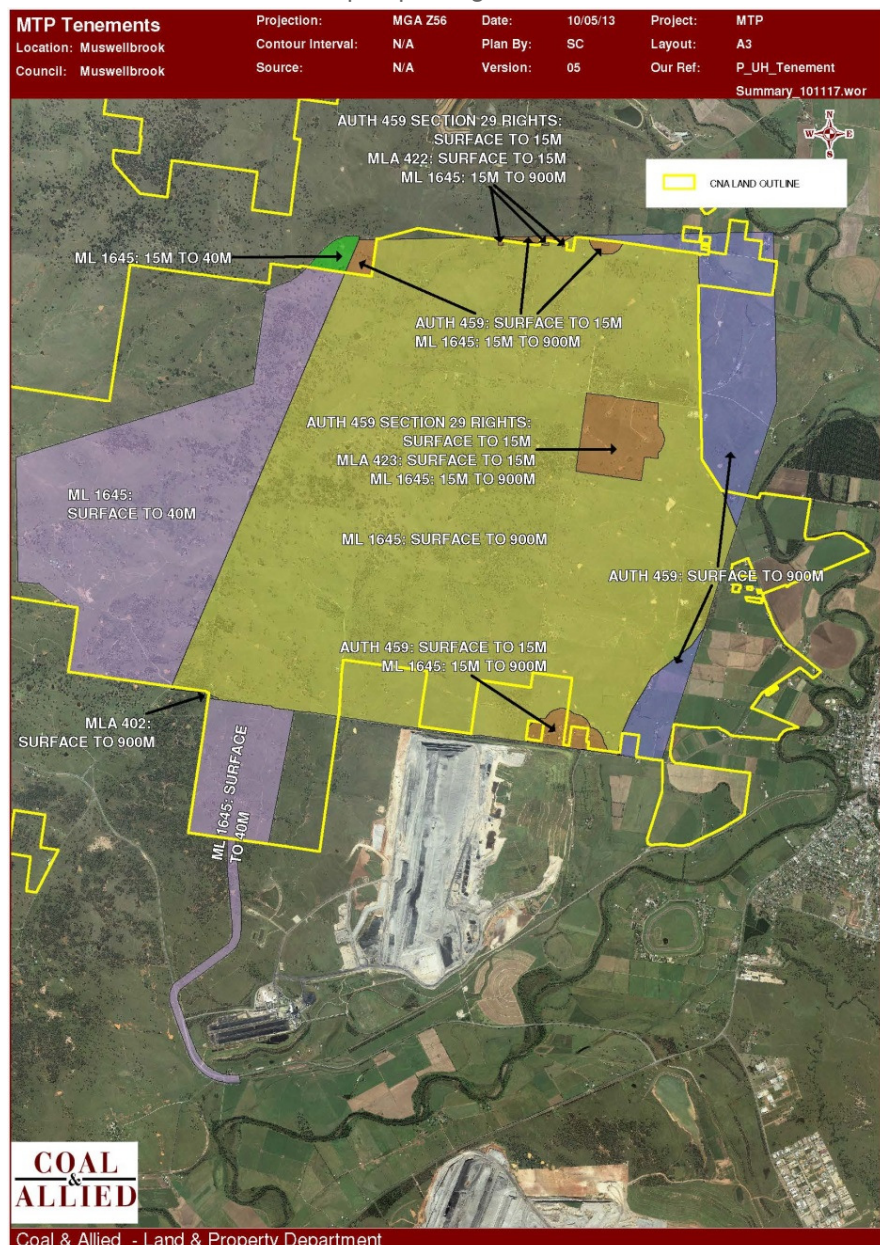 MTP Tenements
Location: Muswellbrook
Council: Muswellbrook
Projection: MGA Z56
Contour Interval: N/A
Source: N/A
Date: 10/05/13
Plan By: SC
Version: 05
Project: MTP
Layout: A3
Our Ref: P_UH_Tenement
Summary_101117.wor
N
W E
S
CNA LAND OUTLINE
AUTH 459 SECTION 29 RIGHTS:
SURFACE TO 15M
MLA 422: SURFACE TO 15M
ML 1645: 15M TO 900M
ML 1645: 15M TO 40M
AUTH 459: SURFACE TO 15M
ML 1645: 15M TO 900M
AUTH 459 SECTION 29 RIGHTS:
SURFACE TO 15M
MLA 423: SURFACE TO 15M
ML 1645: 15M TO 900M
ML 1645:
SURFACE TO 40M
ML 1645: SURFACE TO 900M
AUTH 459: SURFACE TO 900M
AUTH 459: SURFACE TO 15M
ML 1645: 15M TO 900M
MLA 402:
SURFACE TO 900M
ML 1645: SURFACE
TO 40M
COAL
&
ALLIED
Coal & Allied - Land & Property Department